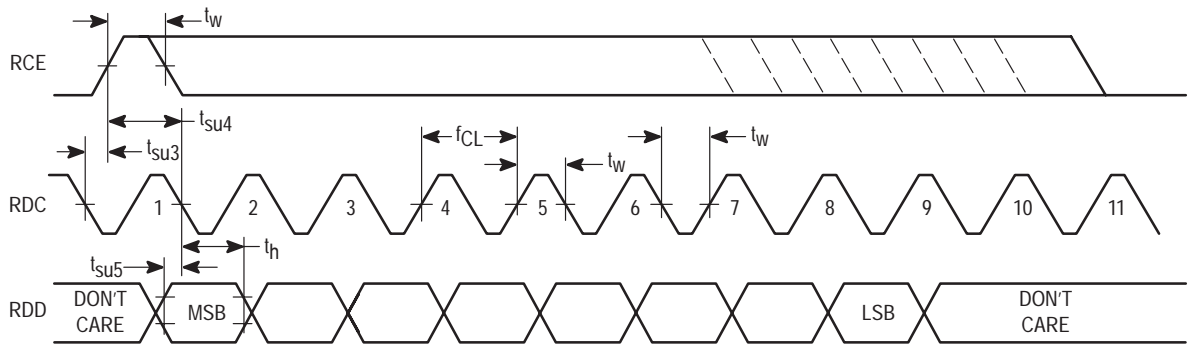 tw
RCE
tsu4
tsu3
fCL
tw
tw
RDC
1 2 3 4 5 6 7 8 9 10 11
th
tsu5
RDD
DON'T
CARE
MSB
LSB
DON'T
CARE